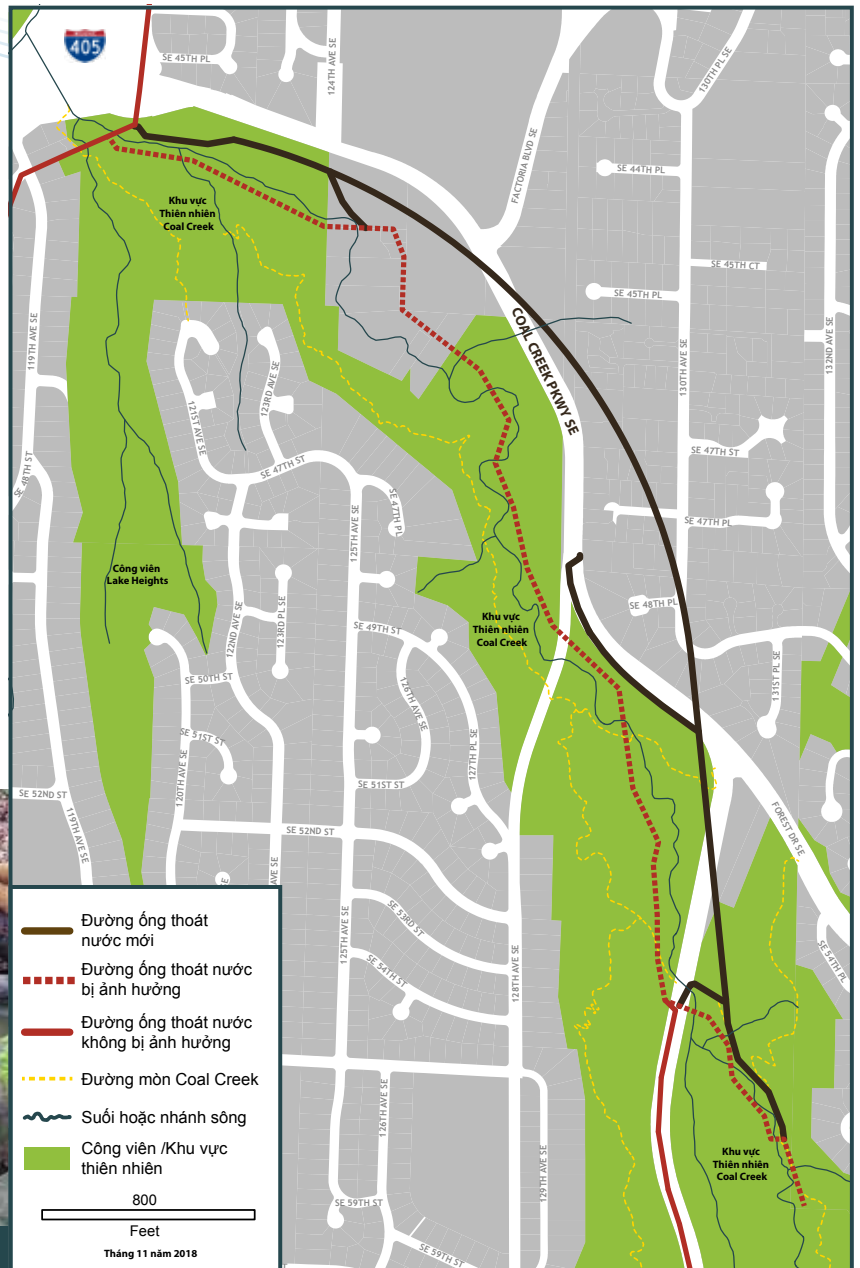 405
SE 45TH PL
124TH AVE SE
130TH PL SE
FACTORIA BLVD SE
SE 44TH PL
Khu vực
Thiên nhiên
Coal Creek
SE 45TH CT
SE 45TH PL
COAL CREEK PKWY SE
119TH AVE SE
130TH AVE SE
132ND AVE SE
121ST AVE SE
123RD AVE SE
SE 47TH ST
SE 47TH ST
SE 48TH ST
SE 47TH PL
125TH AVE SE
SE 47TH PL
Công viên
Lake Heights
SE 48TH PL
122ND AVE SE
123RD PL SE
Khu vực
Thiên nhiên
Coal Creek
SE 49TH ST
SE 50TH ST
126TH AVE SE
127TH PL SE
131ST PL SE
SE 51ST ST
120TH AVE SE
SE 51ST ST
SE 52ND ST
119TH AVE SE
SE 52ND ST
FOREST DR SE
SE 53RD ST
125TH AVE SE
SE 54TH ST
128TH AVE SE
SE 54TH PL
126TH AVE SE
129TH AVE SE
Khu vực
Thiên nhiên
Coal Creek
SE 59TH ST
SE 59TH ST
Đường ống thoát
nước mới
Đường ống thoát nước
bị ảnh hưởng
Đường ống thoát nước
không bị ảnh hưởng
Đường mòn Coal Creek
Suối hoặc nhánh sông
Công viên /Khu vực
thiên nhiên
800
Feet
Tháng 11 năm 2018